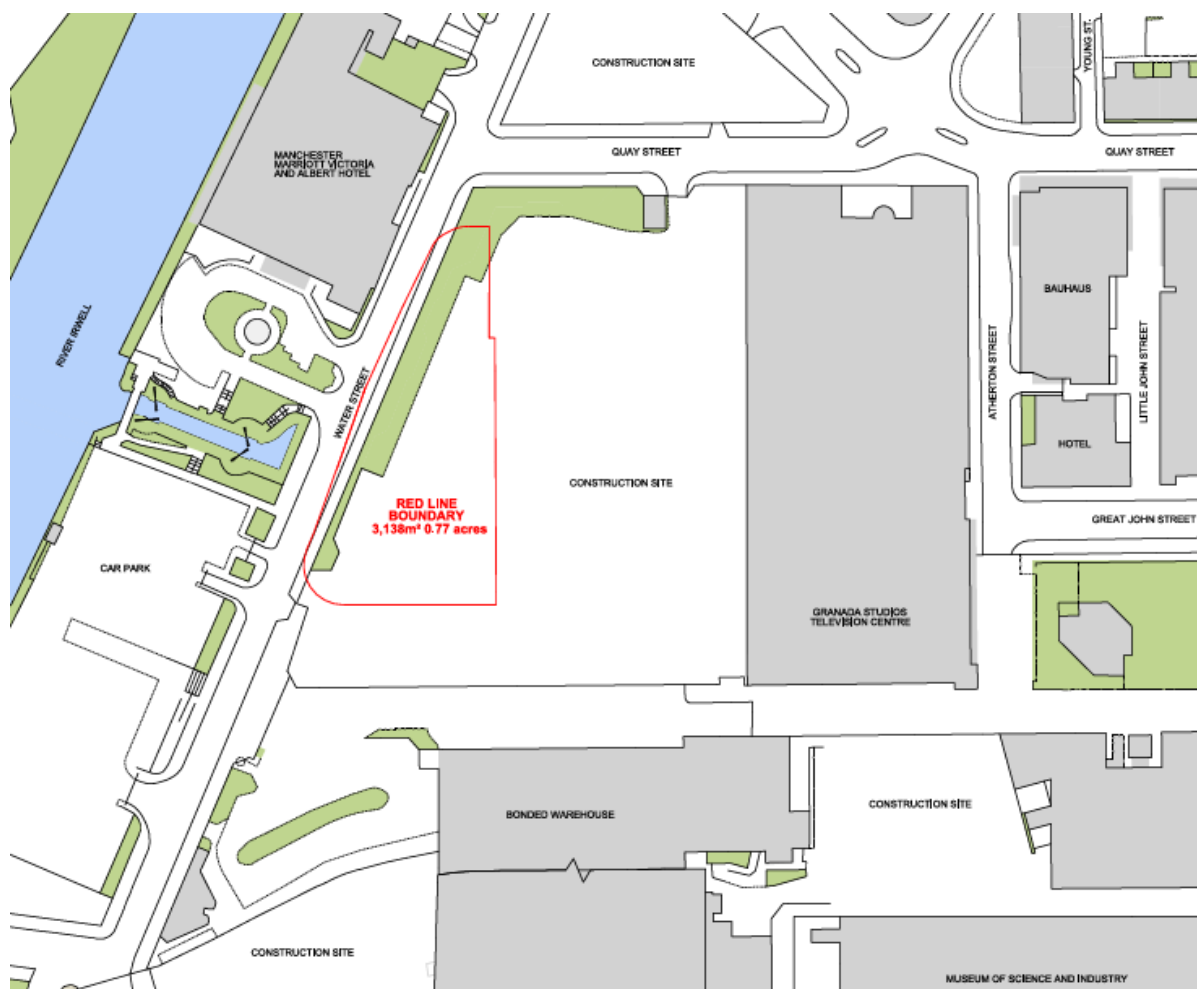 CONSTRUCTION SITE
YOUNG ST.
QUAY STREET
QUAY STREET
MANCHESTER
MARRIOTT VICTORIA
AND ALBERT HOTEL
BAUHAUS
RIVER IRWELL
WATER STREET
ATHERTON STREET
LITTLE JOHN STREET
HOTEL
CONSTRUCTION SITE
RED LINE
BOUNDARY
3,138m² 0.77 acres
GREAT JOHN STREET
CAR PARK
GRANADA STUDIOS
TELEVISION CENTRE
BONDED WAREHOUSE
CONSTRUCTION SITE
CONSTRUCTION SITE
MUSEUM OF SCIENCE AND INDUSTRY